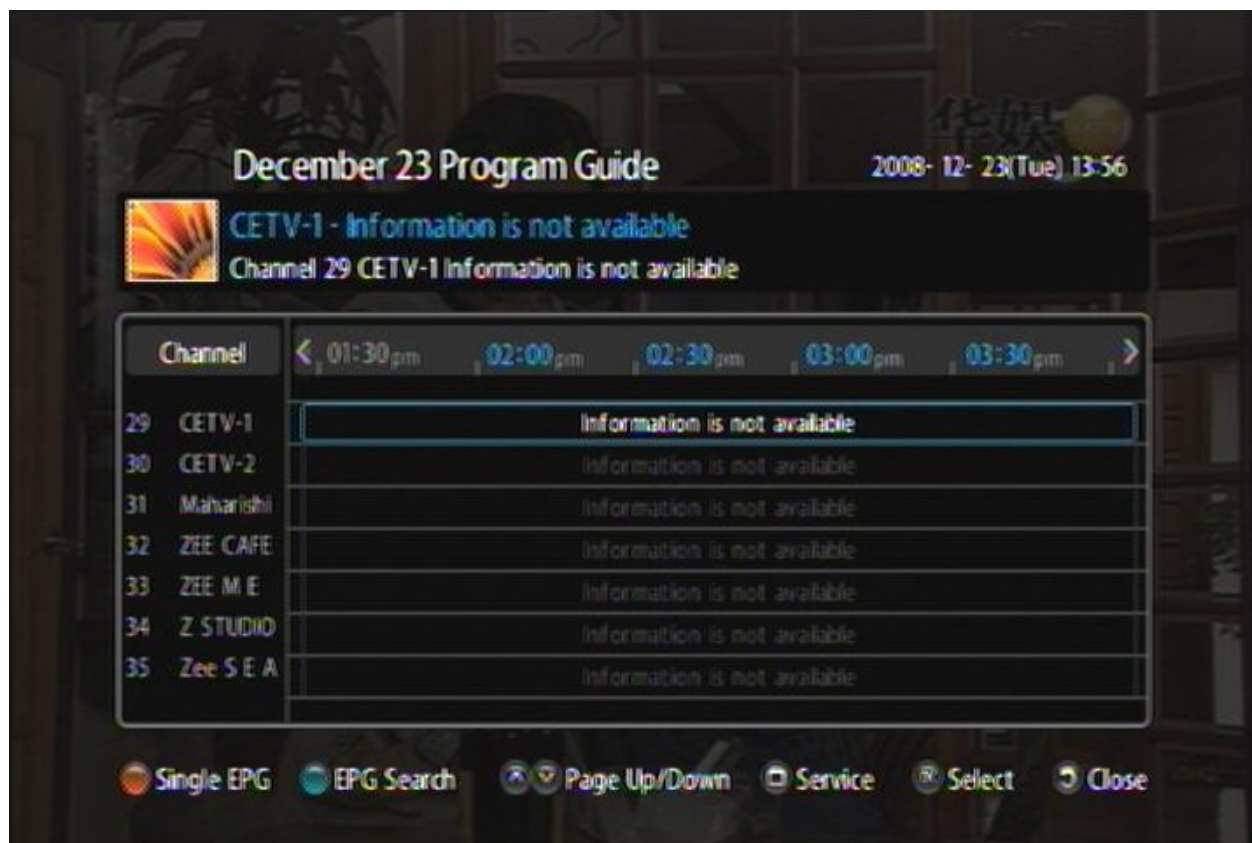 华娱
December 23 Program Guide 2008- 12- 23(Tue) 13:56
CETV-1 - Information is not available
Channel 29 CETV-1 Information is not available
Channel 01:30pm 02:00pm 02:30pm 03:00pm 03:30pm
29 CETV-1 Information is not available
30 CETV-2 Information is not available
31 Maharishi Information is not available
32 ZEE CAFE Information is not available
33 ZEE M E Information is not available
34 Z STUDIO Information is not available
35 Zee S E A Information is not available
Single EPG EPG Search Page Up/Down Service OK Select Close